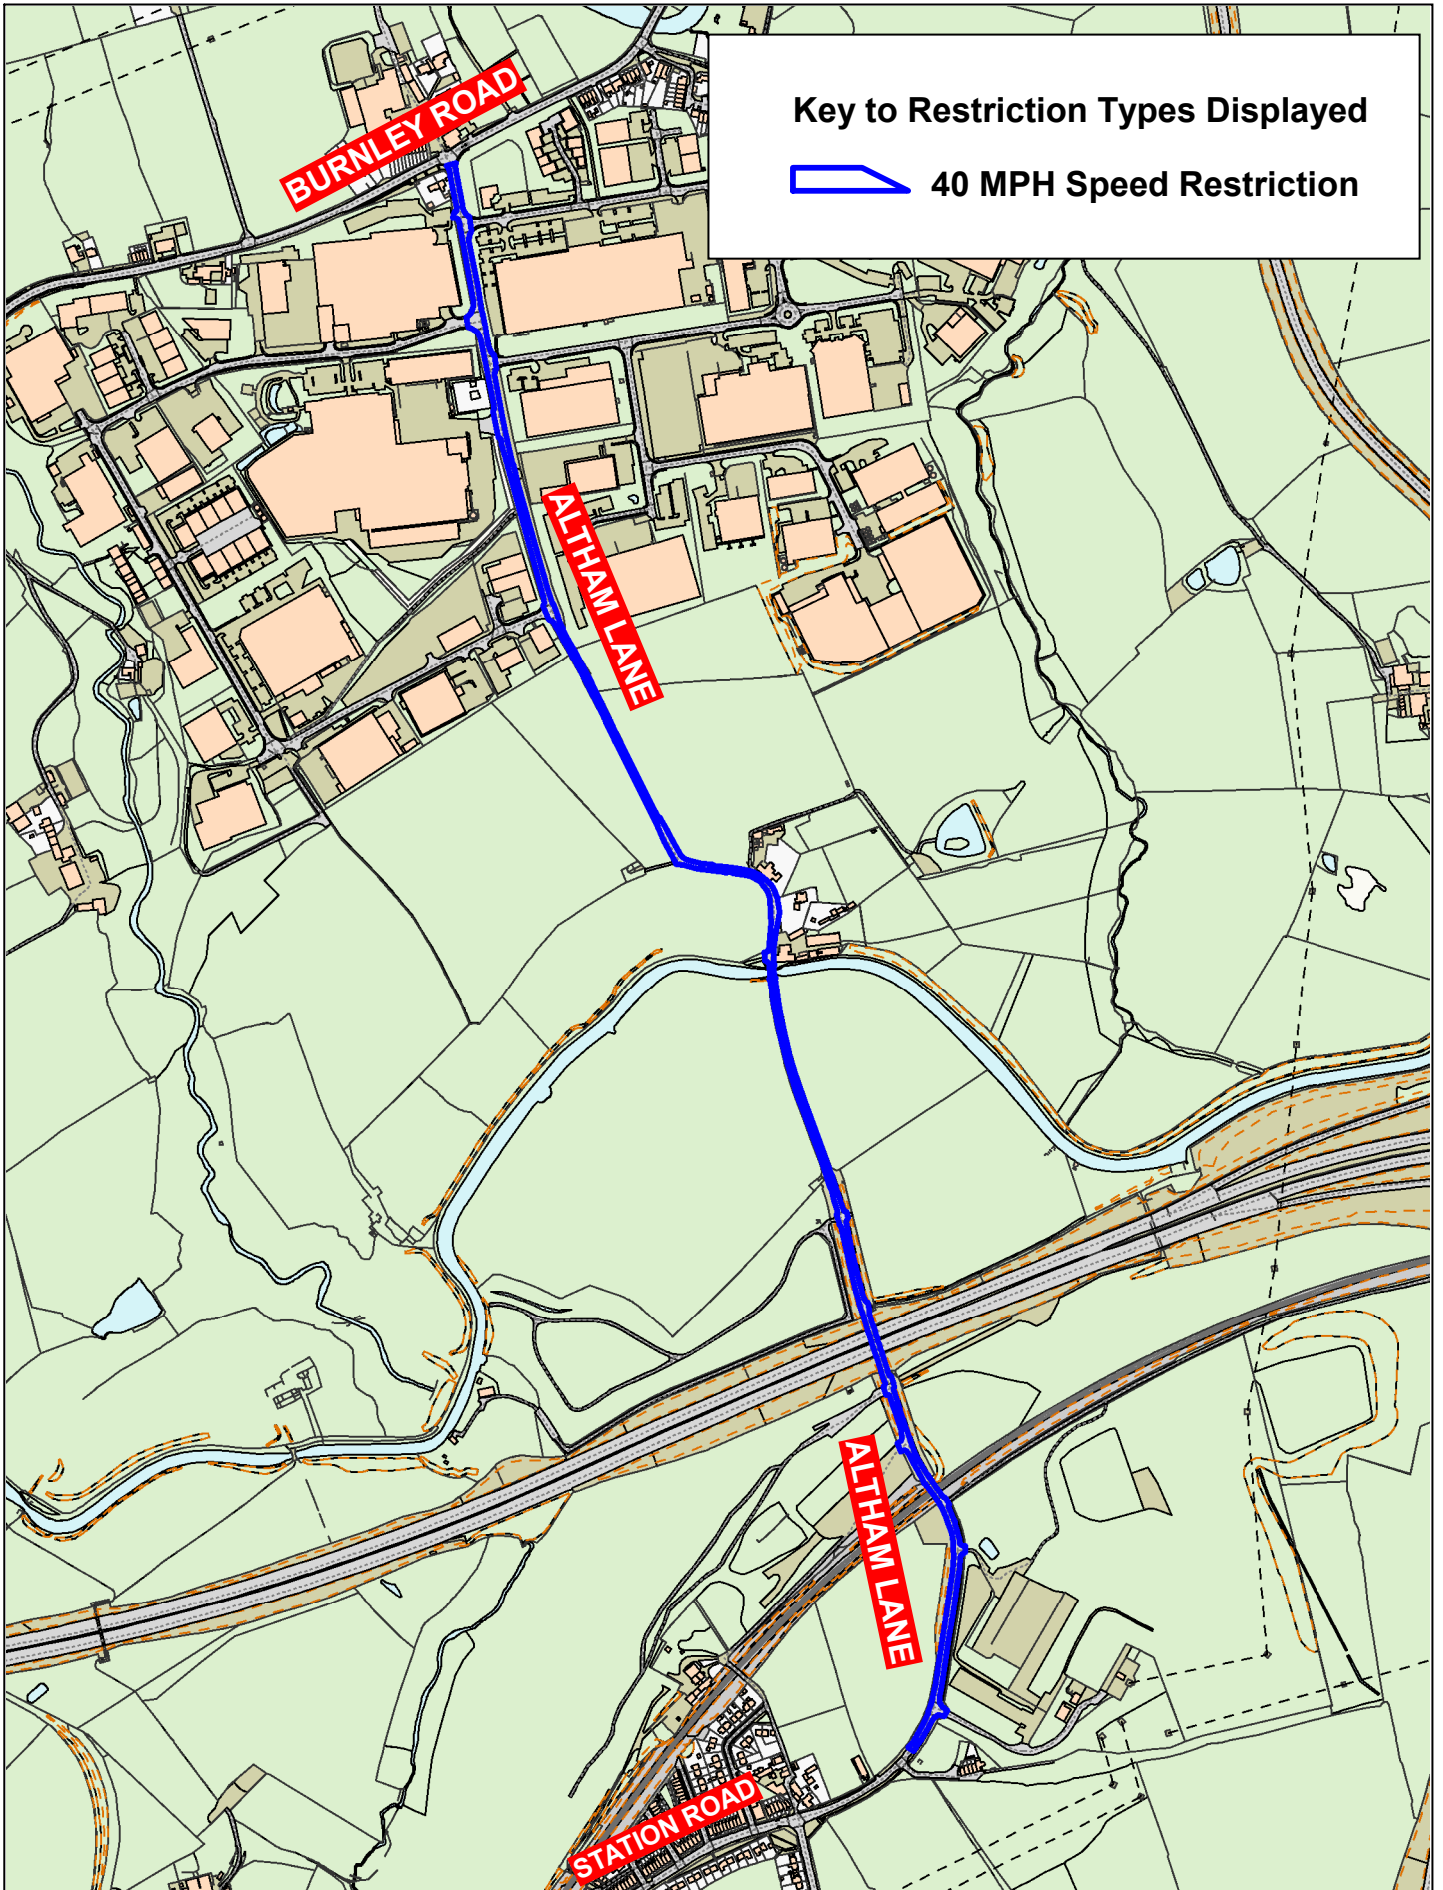 Key to Restriction Types Displayed
40 MPH Speed Restriction
BURNLEY ROAD
ALTHAM LANE
ALTHAM LANE
STATION ROAD